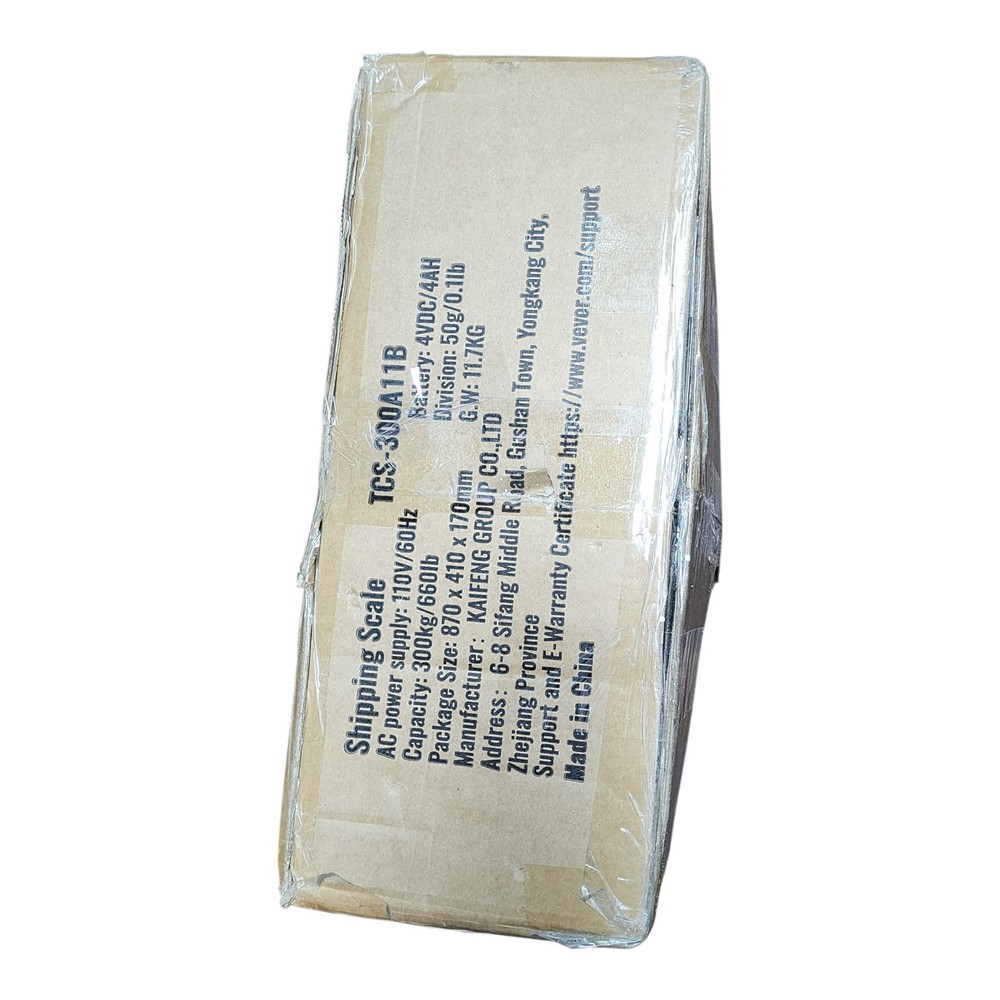 Shipping Scale TCS-300A11B
AC power supply: 110V/60Hz Battery: 4VDC/4AH
Capacity: 300kg/660lb Division: 50g/0.1lb
Package Size: 870 x 410 x 170mm G.W: 11.7KG
Manufacturer: KAIFENG GROUP CO.,LTD
Address: 6-8 Sifang Middle Road, Gushan Town, Yongkang City,
Zhejiang Province
Support and E-Warranty Certificate https://www.vevor.com/support
Made in China